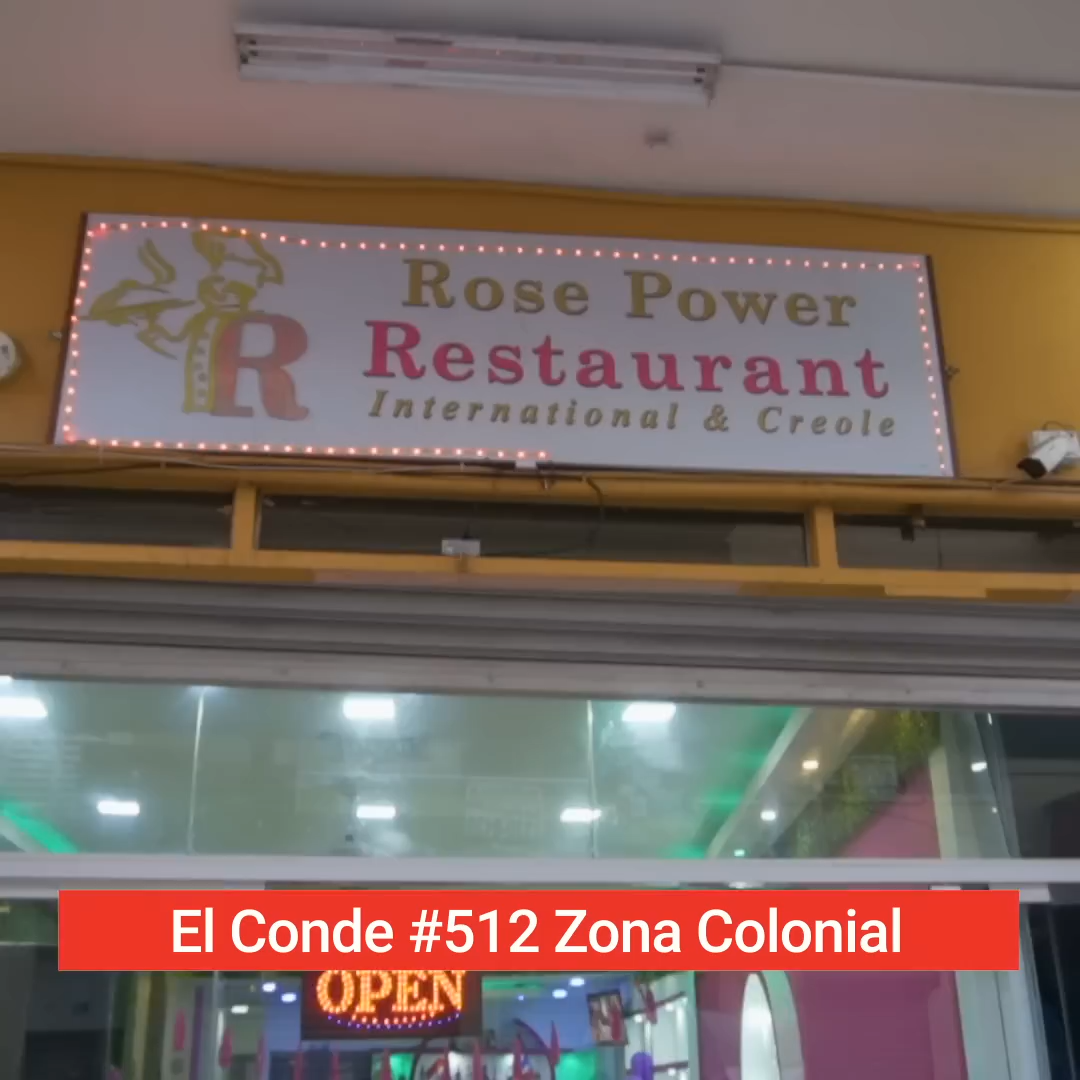 Rose Power
R
Restaurant
International & Creole
El Conde #512 Zona Colonial
OPEN